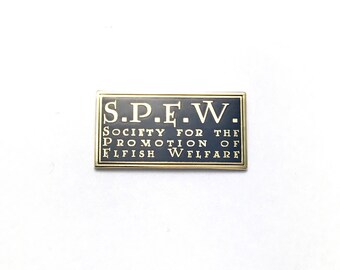 S.P.E.W.
Society for the
Promotion of
Elfish Welfare